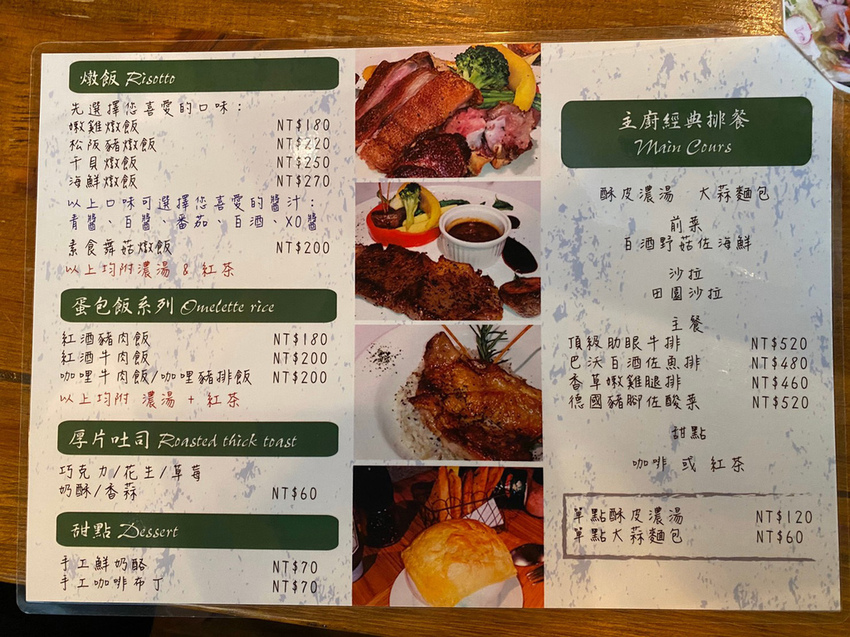 燉飯 Risotto
先選擇您喜愛的口味：
嫩雞燉飯 NT$180
松阪豬燉飯 NT$220
干貝燉飯 NT$250
海鮮燉飯 NT$270
以上口味可選擇您喜愛的醬汁：
青醬、白醬、番茄、白酒、XO醬
素食舞菇燉飯 NT$200
以上均附濃湯 & 紅茶
蛋包飯系列 Omelette rice
紅酒豬肉飯 NT$180
紅酒牛肉飯 NT$200
咖哩牛肉飯/咖哩豬排飯 NT$200
以上均附 濃湯 + 紅茶
厚片吐司 Roasted thick toast
巧克力/花生/草莓
奶酥/香蒜 NT$60
甜點 Dessert
手工鮮奶酪 NT$70
手工咖啡布丁 NT$70
主廚經典排餐
Main Cours
酥皮濃湯 大蒜麵包
前菜
白酒野菇佐海鮮
沙拉
田園沙拉
主餐
頂級肋眼牛排 NT$520
巴沃白酒佐魚排 NT$480
香草嫩雞腿排 NT$460
德國豬腳佐酸菜 NT$520
甜點
咖啡 或 紅茶
單點酥皮濃湯 NT$120
單點大蒜麵包 NT$60